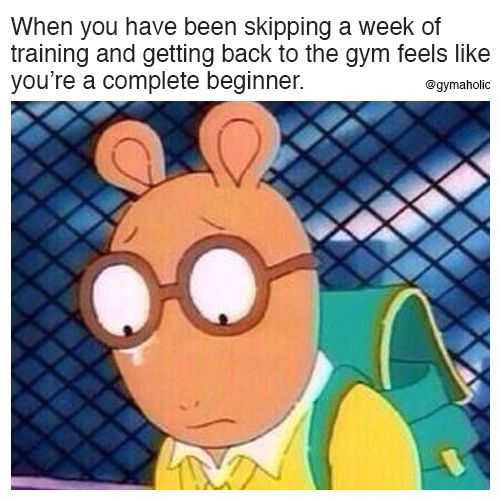 When you have been skipping a week of
training and getting back to the gym feels like
you’re a complete beginner.
@gymaholic